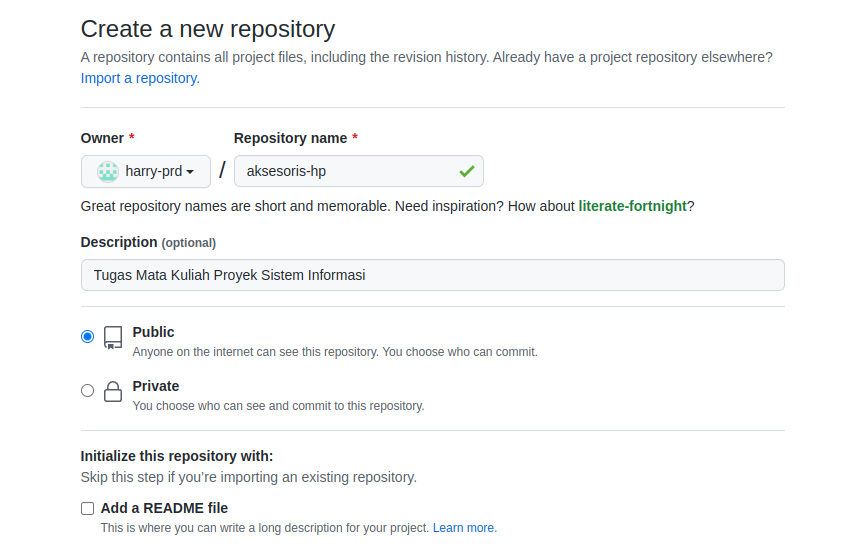 Create a new repository
A repository contains all project files, including the revision history. Already have a project repository elsewhere?
Import a repository.
Owner * Repository name *
harry-prd / aksesoris-hp
Great repository names are short and memorable. Need inspiration? How about literate-fortnight?
Description (optional)
Tugas Mata Kuliah Proyek Sistem Informasi
Public
Anyone on the internet can see this repository. You choose who can commit.
Private
You choose who can see and commit to this repository.
Initialize this repository with:
Skip this step if you’re importing an existing repository.
Add a README file
This is where you can write a long description for your project. Learn more.